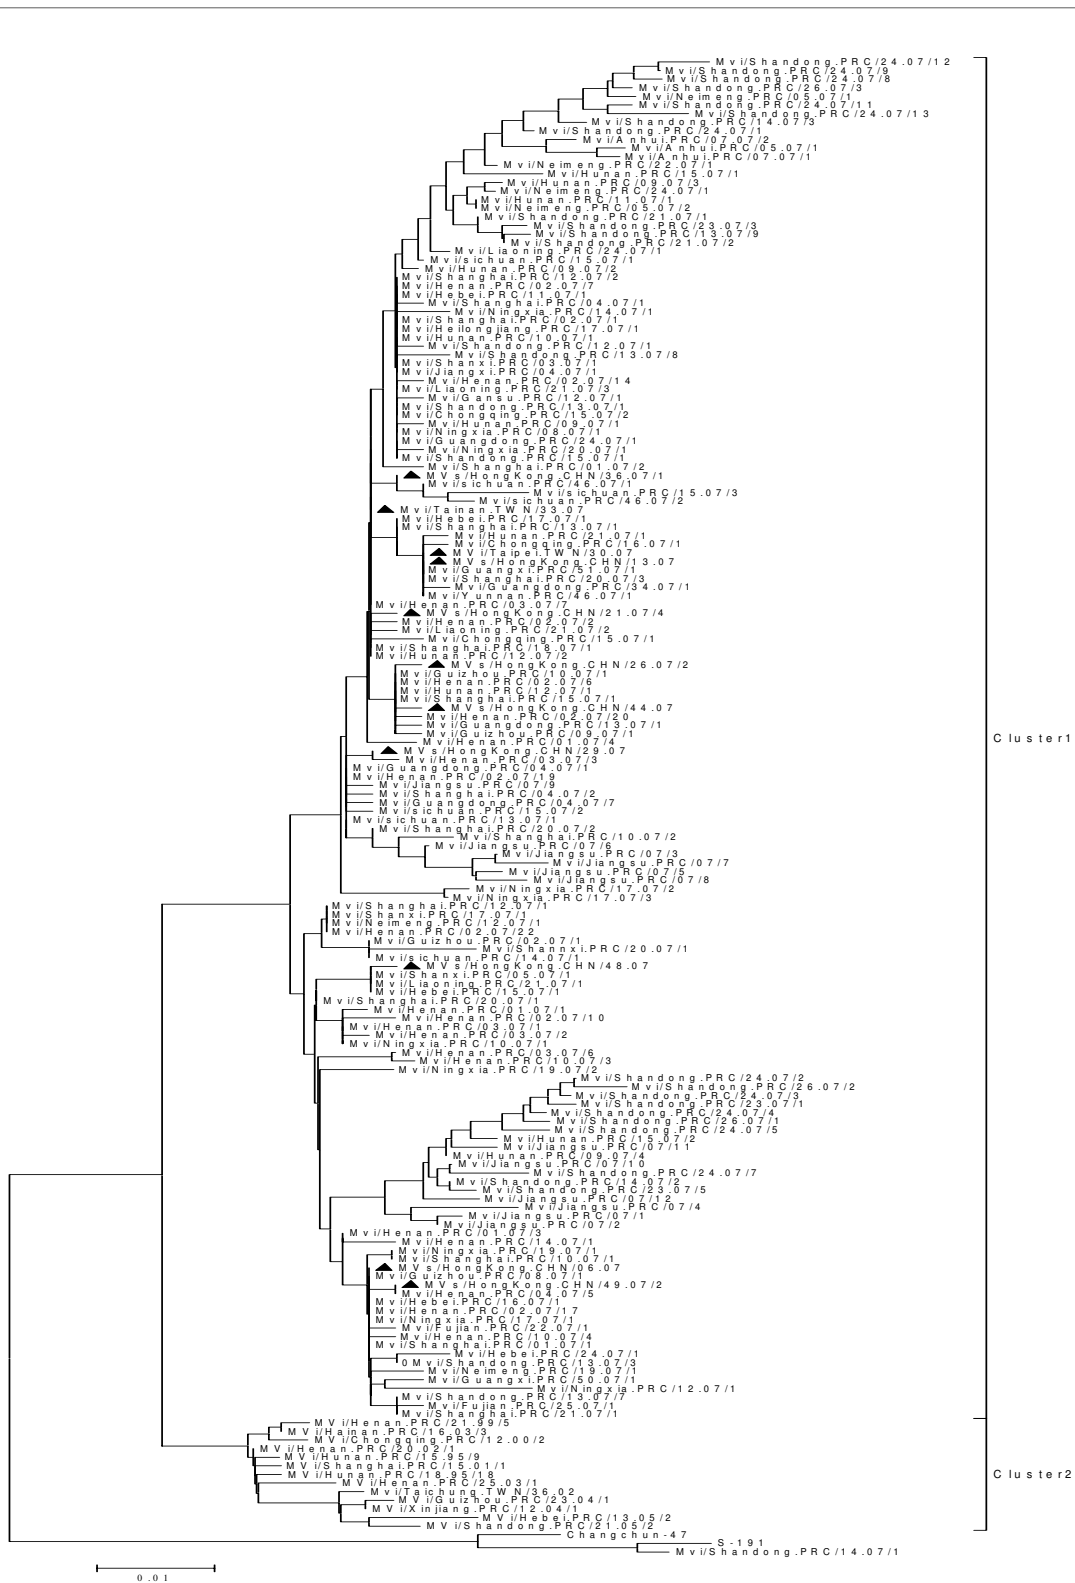 Mvi/Shandong.PRC/24.07/12
Mvi/Shandong.PRC/24.07/9
Mvi/Shandong.PRC/24.07/8
Mvi/Shandong.PRC/26.07/3
Mvi/Neimeng.PRC/05.07/1
Mvi/Shandong.PRC/24.07/11
Mvi/Shandong.PRC/24.07/13
Mvi/Shandong.PRC/14.07/3
Mvi/Shandong.PRC/24.07/1
Mvi/Anhui.PRC/07.07/2
Mvi/Anhui.PRC/05.07/1
Mvi/Anhui.PRC/07.07/1
Mvi/Neimeng.PRC/22.07/1
Mvi/Hunan.PRC/15.07/1
Mvi/Hunan.PRC/09.07/3
Mvi/Neimeng.PRC/24.07/1
Mvi/Hunan.PRC/11.07/1
Mvi/Neimeng.PRC/05.07/2
Mvi/Shandong.PRC/21.07/1
Mvi/Shandong.PRC/23.07/3
Mvi/Shandong.PRC/13.07/9
Mvi/Shandong.PRC/21.07/2
Mvi/Liaoning.PRC/24.07/1
Mvi/sichuan.PRC/15.07/1
Mvi/Hunan.PRC/09.07/2
Mvi/Shanghai.PRC/12.07/2
Mvi/Henan.PRC/02.07/7
Mvi/Hebei.PRC/11.07/1
Mvi/Shanghai.PRC/04.07/1
Mvi/Ningxia.PRC/14.07/1
Mvi/Shanghai.PRC/02.07/1
Mvi/Heilongjiang.PRC/17.07/1
Mvi/Hunan.PRC/10.07/1
Mvi/Shandong.PRC/12.07/1
Mvi/Shandong.PRC/13.07/8
Mvi/Shanxi.PRC/03.07/1
Mvi/Jiangxi.PRC/04.07/1
Mvi/Henan.PRC/02.07/14
Mvi/Liaoning.PRC/21.07/3
Mvi/Gansu.PRC/12.07/1
Mvi/Shandong.PRC/13.07/1
Mvi/Chongqing.PRC/15.07/2
Mvi/Hunan.PRC/09.07/1
Mvi/Ningxia.PRC/08.07/1
Mvi/Guangdong.PRC/24.07/1
Mvi/Ningxia.PRC/20.07/1
Mvi/Shandong.PRC/15.07/1
Mvi/Shanghai.PRC/01.07/2
MVs/HongKong.CHN/36.07/1
Mvi/sichuan.PRC/46.07/1
Mvi/sichuan.PRC/15.07/3
Mvi/sichuan.PRC/46.07/2
Mvi/Tainan.TWN/33.07
Mvi/Hebei.PRC/17.07/1
Mvi/Shanghai.PRC/13.07/1
Mvi/Hunan.PRC/21.07/1
Mvi/Chongqing.PRC/16.07/1
MVi/Taipei.TWN/30.07
MVs/HongKong.CHN/13.07
Mvi/Guangxi.PRC/51.07/1
Mvi/Shanghai.PRC/20.07/3
Mvi/Guangdong.PRC/34.07/1
Mvi/Yunnan.PRC/46.07/1
Mvi/Henan.PRC/03.07/7
MVs/HongKong.CHN/21.07/4
Mvi/Henan.PRC/02.07/2
Mvi/Liaoning.PRC/21.07/2
Mvi/Chongqing.PRC/15.07/1
Mvi/Shanghai.PRC/18.07/1
Mvi/Hunan.PRC/12.07/2
MVs/HongKong.CHN/26.07/2
Mvi/Guizhou.PRC/10.07/1
Mvi/Henan.PRC/02.07/6
Mvi/Hunan.PRC/12.07/1
Mvi/Shanghai.PRC/15.07/1
MVs/HongKong.CHN/44.07
Mvi/Henan.PRC/02.07/20
Mvi/Guangdong.PRC/13.07/1
Mvi/Guizhou.PRC/09.07/1
Mvi/Henan.PRC/01.07/4
Cluster1
MVs/HongKong.CHN/29.07
Mvi/Henan.PRC/03.07/3
Mvi/Guangdong.PRC/04.07/1
Mvi/Henan.PRC/02.07/19
Mvi/Jiangsu.PRC/07/9
Mvi/Shanghai.PRC/04.07/2
Mvi/Guangdong.PRC/04.07/7
Mvi/sichuan.PRC/15.07/2
Mvi/sichuan.PRC/13.07/1
Mvi/Shanghai.PRC/20.07/2
Mvi/Shanghai.PRC/10.07/2
Mvi/Jiangsu.PRC/07/6
Mvi/Jiangsu.PRC/07/3
Mvi/Jiangsu.PRC/07/7
Mvi/Jiangsu.PRC/07/5
Mvi/Jiangsu.PRC/07/8
Mvi/Ningxia.PRC/17.07/2
Mvi/Ningxia.PRC/17.07/3
Mvi/Shanghai.PRC/12.07/1
Mvi/Shanxi.PRC/17.07/1
Mvi/Neimeng.PRC/12.07/1
Mvi/Henan.PRC/02.07/22
Mvi/Guizhou.PRC/02.07/1
Mvi/Shannxi.PRC/20.07/1
Mvi/sichuan.PRC/14.07/1
MVs/HongKong.CHN/48.07
Mvi/Shanxi.PRC/05.07/1
Mvi/Liaoning.PRC/21.07/1
Mvi/Hebei.PRC/15.07/1
Mvi/Shanghai.PRC/20.07/1
Mvi/Henan.PRC/01.07/1
Mvi/Henan.PRC/02.07/10
Mvi/Henan.PRC/03.07/1
Mvi/Henan.PRC/03.07/2
Mvi/Ningxia.PRC/10.07/1
Mvi/Henan.PRC/03.07/6
Mvi/Henan.PRC/10.07/3
Mvi/Ningxia.PRC/19.07/2
Mvi/Shandong.PRC/24.07/2
Mvi/Shandong.PRC/26.07/2
Mvi/Shandong.PRC/24.07/3
Mvi/Shandong.PRC/23.07/1
Mvi/Shandong.PRC/24.07/4
Mvi/Shandong.PRC/26.07/1
Mvi/Shandong.PRC/24.07/5
Mvi/Hunan.PRC/15.07/2
Mvi/Jiangsu.PRC/07/11
Mvi/Hunan.PRC/09.07/4
Mvi/Jiangsu.PRC/07/10
Mvi/Shandong.PRC/24.07/7
Mvi/Shandong.PRC/14.07/2
Mvi/Shandong.PRC/23.07/5
Mvi/Jiangsu.PRC/07/12
Mvi/Jiangsu.PRC/07/4
Mvi/Jiangsu.PRC/07/1
Mvi/Jiangsu.PRC/07/2
Mvi/Henan.PRC/01.07/3
Mvi/Henan.PRC/14.07/1
Mvi/Ningxia.PRC/19.07/1
Mvi/Shanghai.PRC/10.07/1
MVs/HongKong.CHN/06.07
Mvi/Guizhou.PRC/08.07/1
MVs/HongKong.CHN/49.07/2
Mvi/Henan.PRC/04.07/5
Mvi/Hebei.PRC/16.07/1
Mvi/Henan.PRC/02.07/17
Mvi/Ningxia.PRC/17.07/1
Mvi/Fujian.PRC/22.07/1
Mvi/Henan.PRC/10.07/4
Mvi/Shanghai.PRC/01.07/1
Mvi/Hebei.PRC/24.07/1
0Mvi/Shandong.PRC/13.07/3
Mvi/Neimeng.PRC/19.07/1
Mvi/Guangxi.PRC/50.07/1
Mvi/Ningxia.PRC/12.07/1
Mvi/Shandong.PRC/13.07/7
Mvi/Fujian.PRC/25.07/1
Mvi/Shanghai.PRC/21.07/1
MVi/Henan.PRC/21.99/5
MVi/Hainan.PRC/16.03/3
MVi/Chongqing.PRC/12.00/2
MVi/Henan.PRC/20.02/1
MVi/Hunan.PRC/15.95/9
MVi/Shanghai.PRC/15.01/1
MVi/Hunan.PRC/18.95/18
Cluster2
MVi/Henan.PRC/25.03/1
MVi/Taichung.TWN/36.02
MVi/Guizhou.PRC/23.04/1
MVi/Xinjiang.PRC/12.04/1
MVi/Hebei.PRC/13.05/2
MVi/Shandong.PRC/21.05/2
Changchun-47
S-191
Mvi/Shandong.PRC/14.07/1
0.01